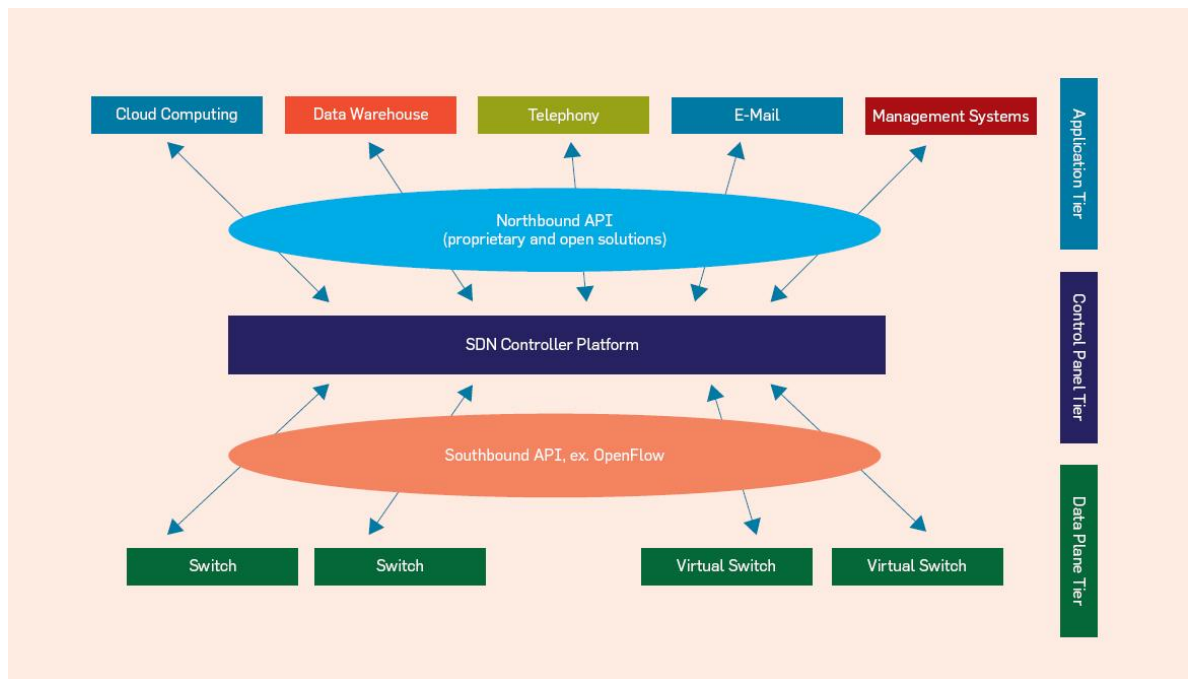 Cloud Computing
Data Warehouse
Telephony
E-Mail
Management Systems
Application Tier
Northbound API
(proprietary and open solutions)
SDN Controller Platform
Control Panel Tier
Southbound API, ex. OpenFlow
Switch
Switch
Virtual Switch
Virtual Switch
Data Plane Tier